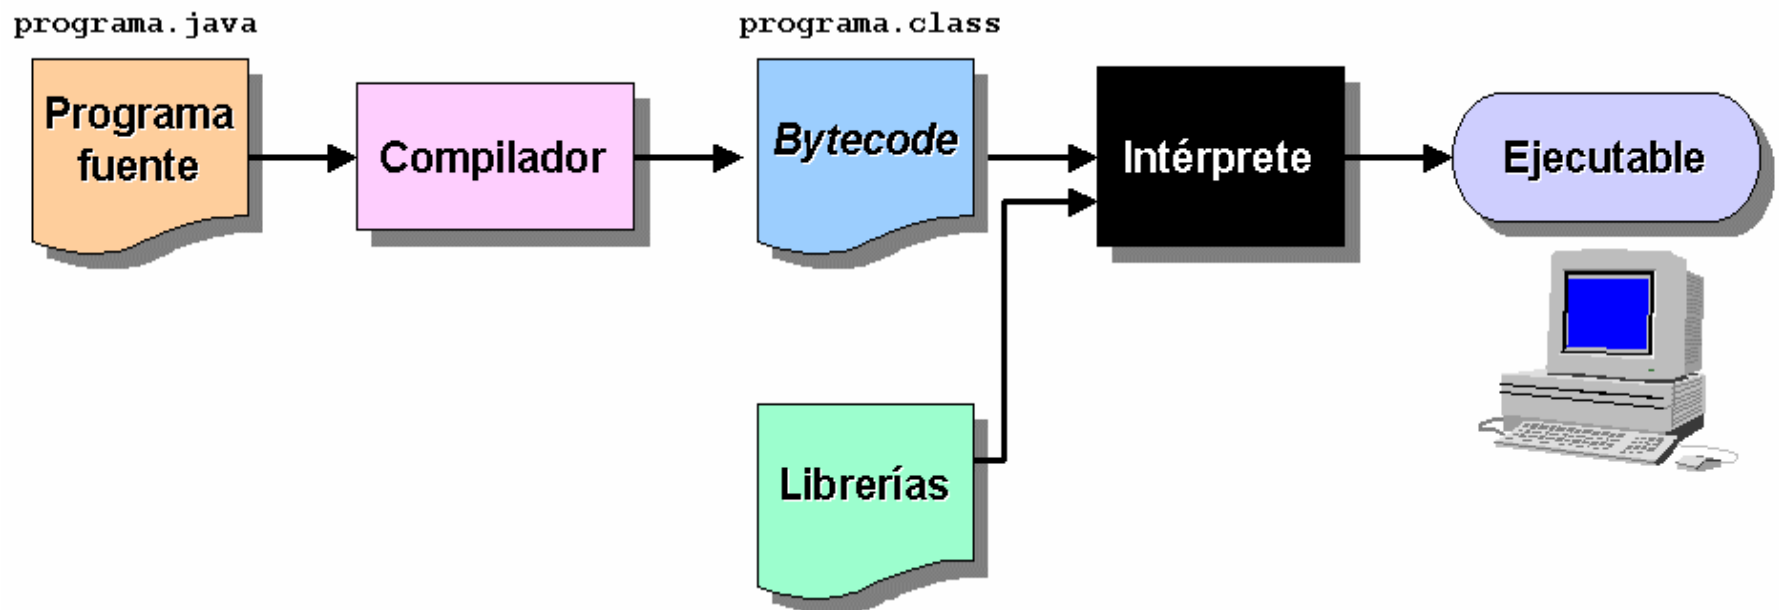 programa.java
programa.class
Programa
fuente
Compilador
Bytecode
Intérprete
Ejecutable
Librerías